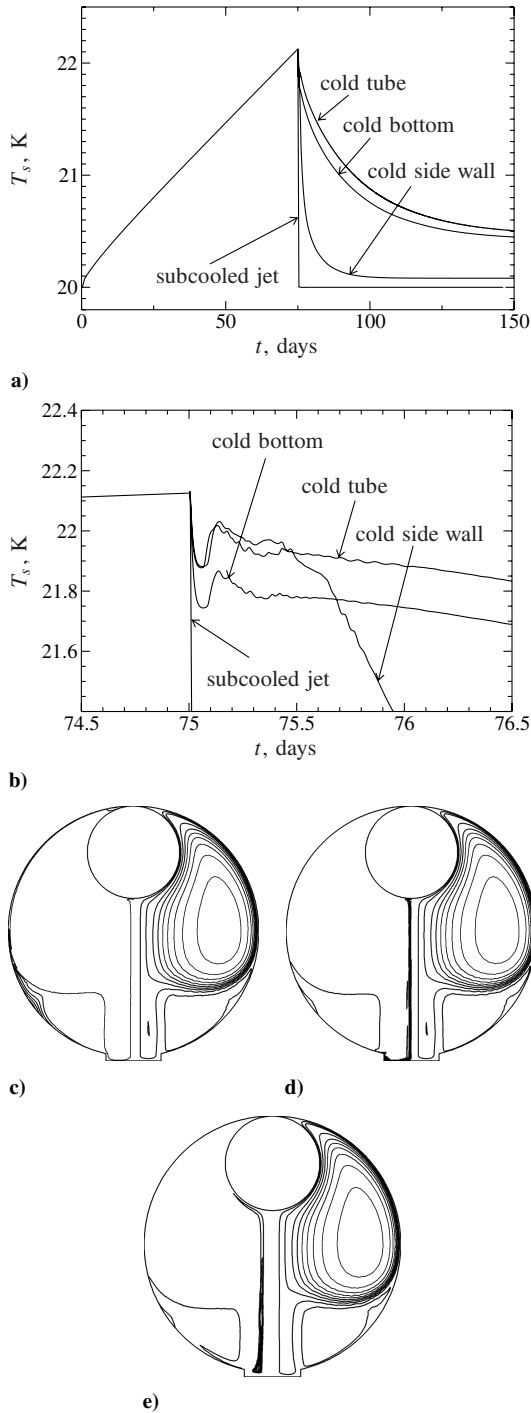 22
21
20
T_s, K
cold tube
cold bottom
cold side wall
subcooled jet
0 50 100 150
t, days
a)
22.4
22.2
22
21.8
21.6
T_s, K
cold bottom
cold tube
cold side wall
subcooled jet
74.5 75 75.5 76 76.5
t, days
b)
c) d)
e)